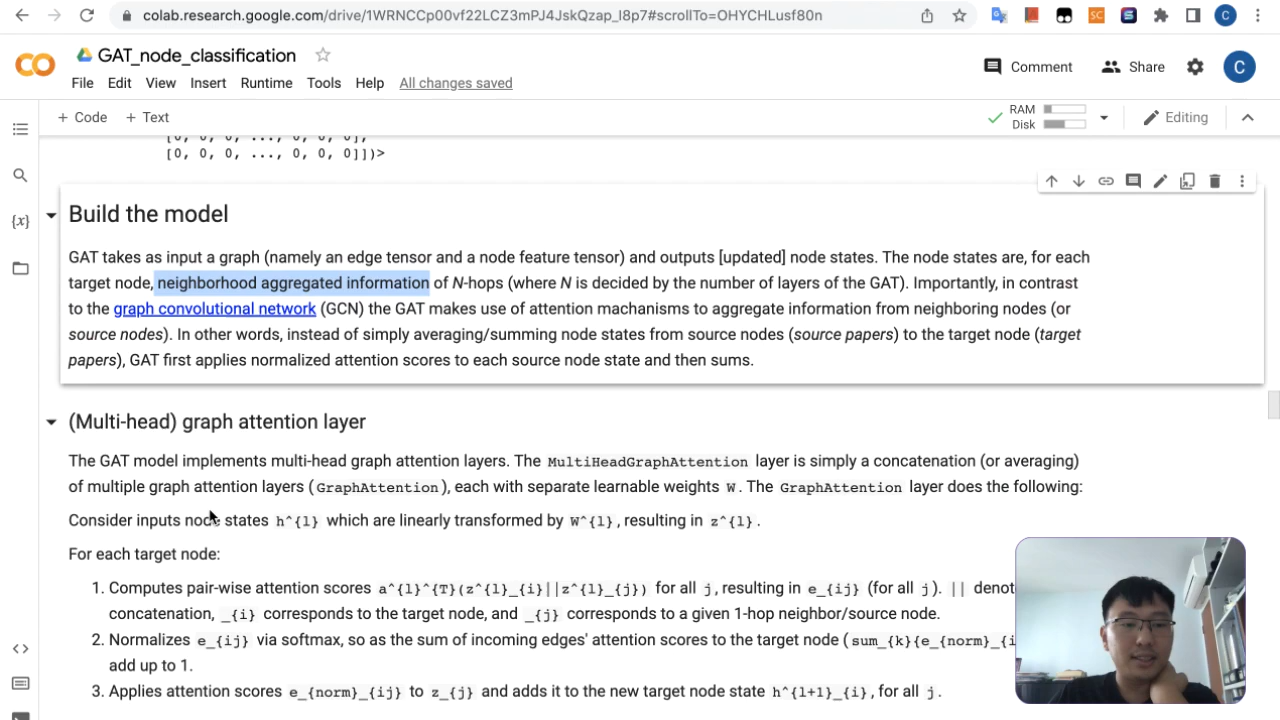 colab.research.google.com/drive/1WRNCCp00vf22LCZ3mPJ4JskQzap_I8p7#scrollTo=OHYCHLusf80n
GAT_node_classification
File Edit View Insert Runtime Tools Help All changes saved
Comment Share C
+ Code + Text
RAM
Disk
Editing
[0, 0, 0, ..., 0, 0, 0],
[0, 0, 0, ..., 0, 0, 0]])>
Build the model
GAT takes as input a graph (namely an edge tensor and a node feature tensor) and outputs [updated] node states. The node states are, for each
target node, neighborhood aggregated information of N-hops (where N is decided by the number of layers of the GAT). Importantly, in contrast
to the graph convolutional network (GCN) the GAT makes use of attention machanisms to aggregate information from neighboring nodes (or
source nodes). In other words, instead of simply averaging/summing node states from source nodes (source papers) to the target node (target
papers), GAT first applies normalized attention scores to each source node state and then sums.
(Multi-head) graph attention layer
The GAT model implements multi-head graph attention layers. The MultiHeadGraphAttention layer is simply a concatenation (or averaging)
of multiple graph attention layers (GraphAttention), each with separate learnable weights W. The GraphAttention layer does the following:
Consider inputs node states h^{l} which are linearly transformed by W^{l}, resulting in z^{l}.
For each target node:
1. Computes pair-wise attention scores a^{l}^{T}(z^{l}_{i}||z^{l}_{j}) for all j, resulting in e_{ij} (for all j). || denot
concatenation, _{i} corresponds to the target node, and _{j} corresponds to a given 1-hop neighbor/source node.
2. Normalizes e_{ij} via softmax, so as the sum of incoming edges' attention scores to the target node (sum_{k}{e_{norm}_{i
add up to 1.
3. Applies attention scores e_{norm}_{ij} to z_{j} and adds it to the new target node state h^{l+1}_{i}, for all j.